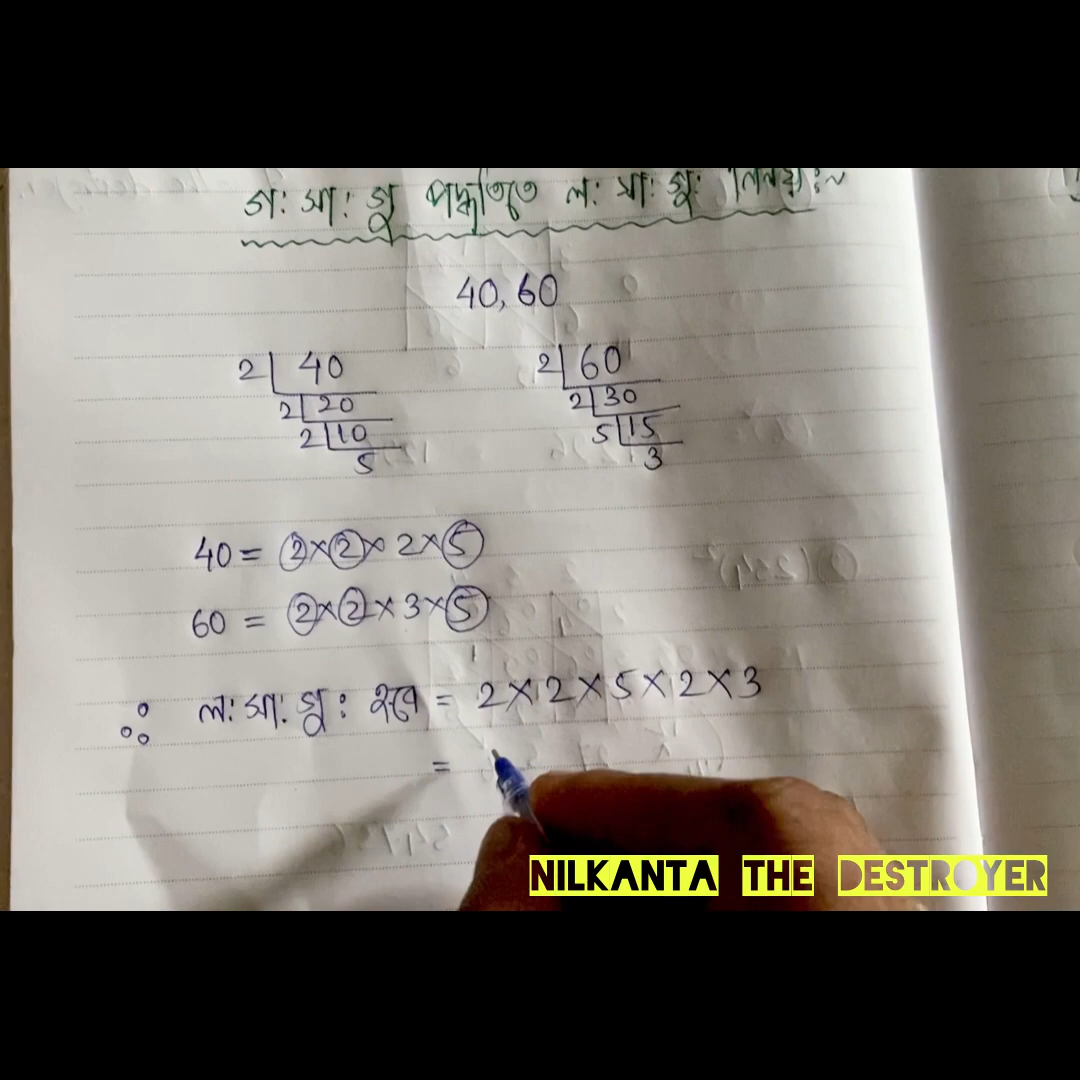 গ: সা: গু পদ্ধতিতে ল: সা: গু: নির্নয়:~
40, 60
2 40
2 20
2 10
5
2 60
2 30
5 15
3
40 = 2 × 2 × 2 × 5
60 = 2 × 2 × 3 × 5
∴ ল: সা: গু: হবে = 2 × 2 × 5 × 2 × 3
=
NILKANTA THE DESTROYER